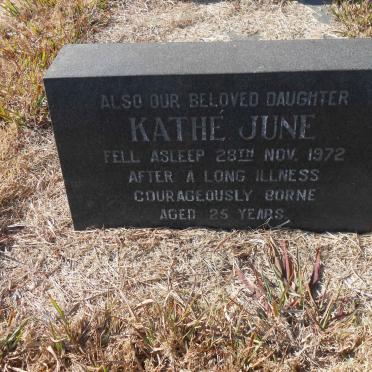 ALSO OUR BELOVED DAUGHTER
KATHÉ JUNE
FELL ASLEEP 28TH NOV. 1972
AFTER A LONG ILLNESS
COURAGEOUSLY BORNE
AGED 25 YEARS.